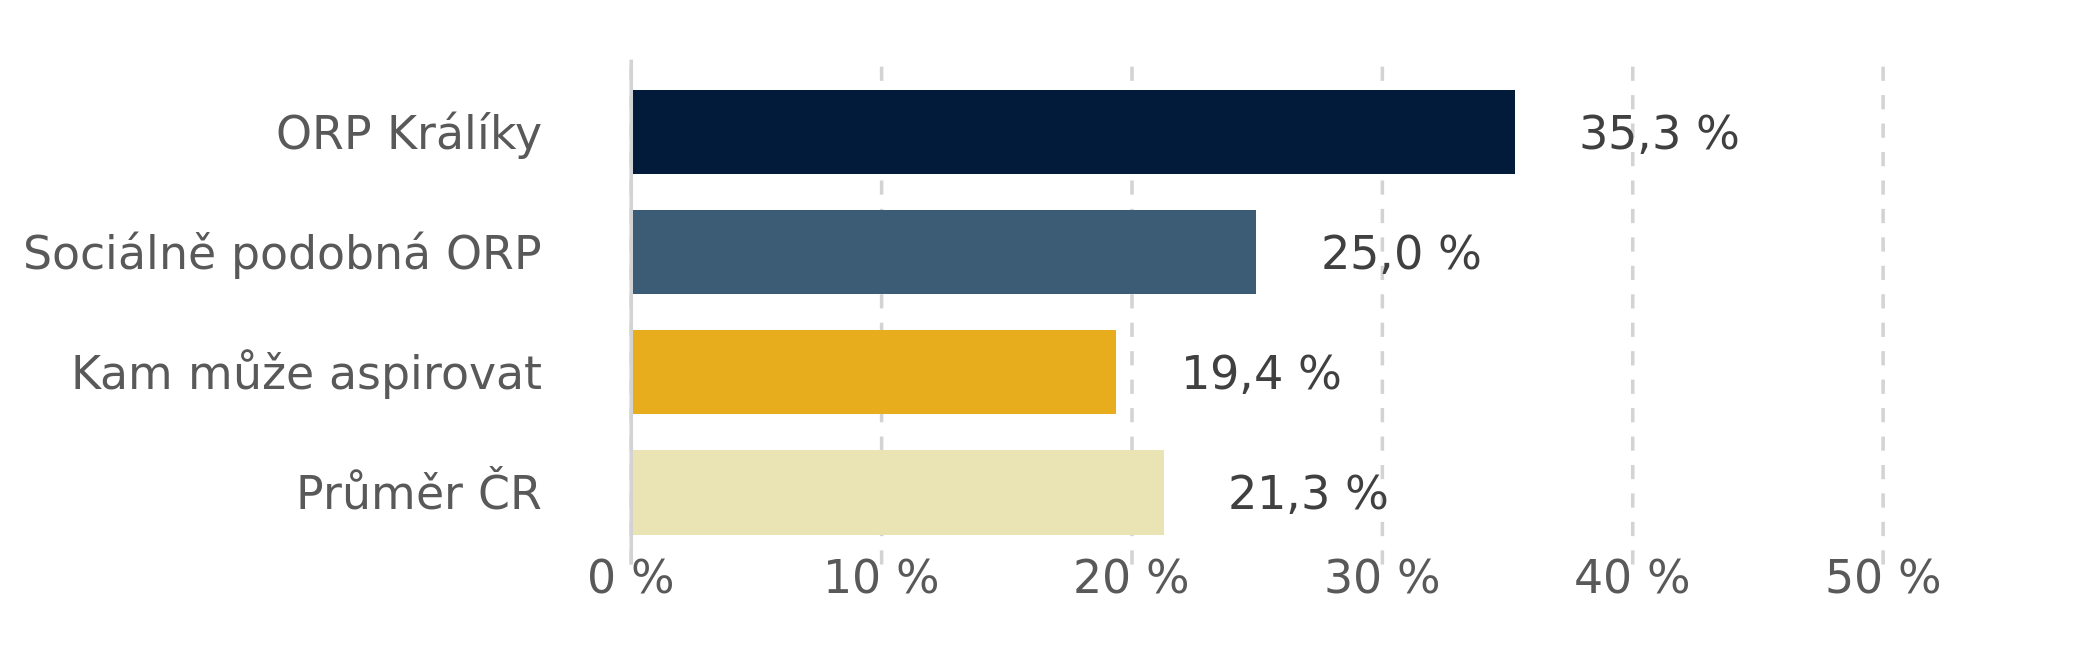 ORP Králíky
35,3 %
Sociálně podobná ORP
25,0 %
Kam může aspirovat
19,4 %
Průměr ČR
21,3 %
0 % 10 % 20 % 30 % 40 % 50 %